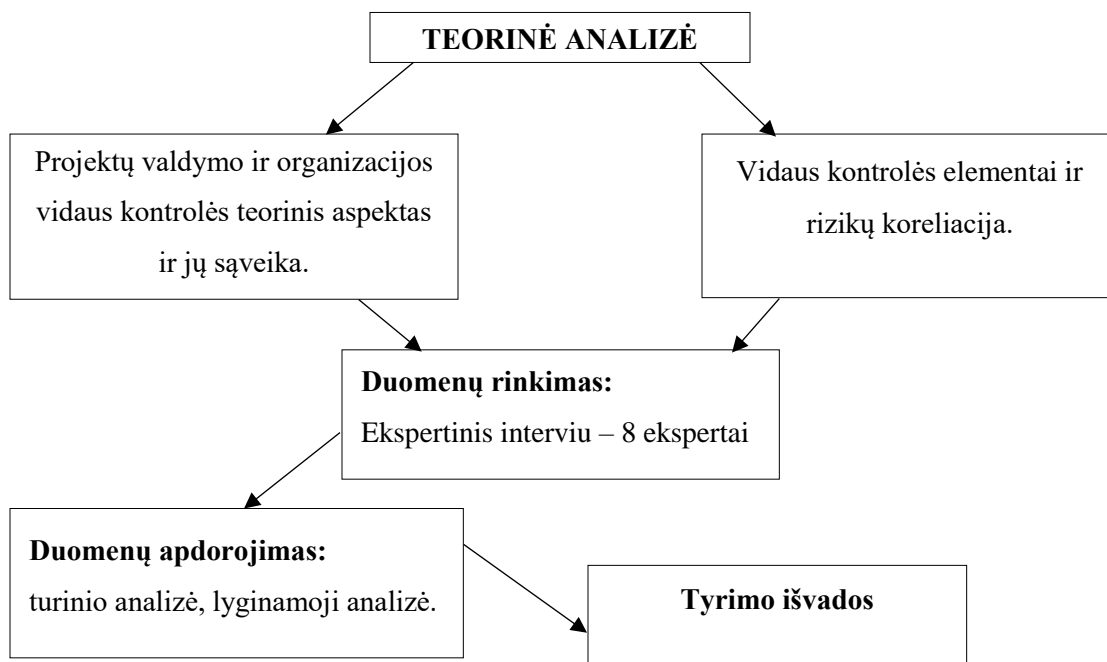 TEORINĖ ANALIZĖ
Projektų valdymo ir organizacijos
vidaus kontrolės teorinis aspektas
ir jų sąveika.
Vidaus kontrolės elementai ir
rizikų koreliacija.
Duomenų rinkimas:
Ekspertinis interviu – 8 ekspertai
Duomenų apdorojimas:
turinio analizė, lyginamoji analizė.
Tyrimo išvados